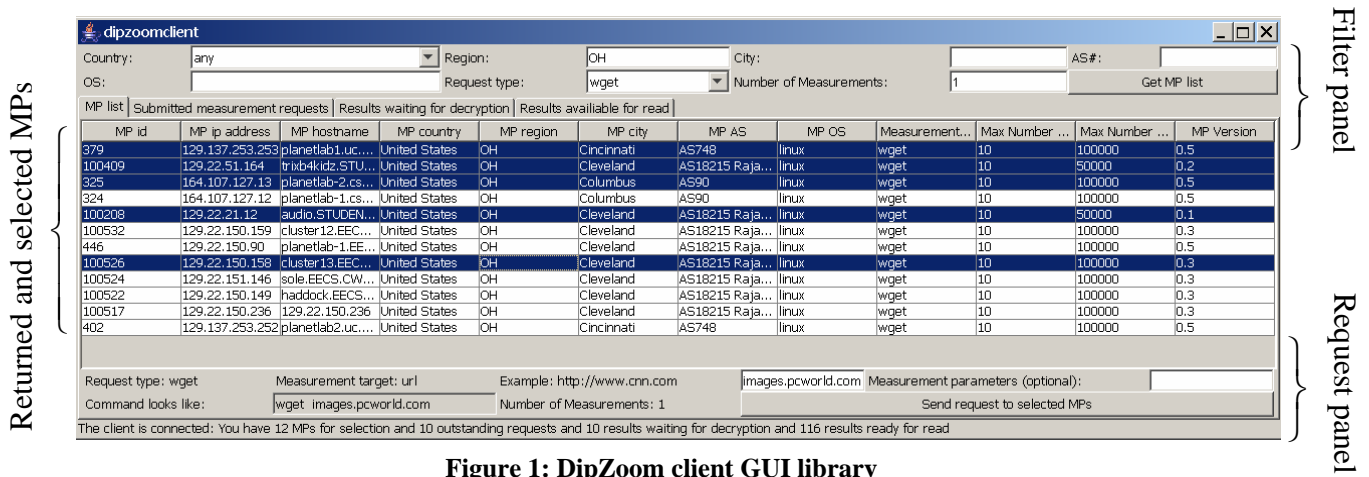 dipzoomclient
Country: any Region: OH City: AS#:
OS: Request type: wget Number of Measurements: 1 Get MP list
MP list Submitted measurement requests Results waiting for decryption Results availiable for read
MP id MP ip address MP hostname MP country MP region MP city MP AS MP OS Measurement... Max Number ... Max Number ... MP Version
379 129.137.253.253 planetlab1.uc.... United States OH Cincinnati AS748 linux wget 10 100000 0.5
100409 129.22.51.164 trixb4kidz.STU... United States OH Cleveland AS18215 Raja... linux wget 10 50000 0.2
325 164.107.127.13 planetlab-2.cs... United States OH Columbus AS90 linux wget 10 100000 0.5
324 164.107.127.12 planetlab-1.cs... United States OH Columbus AS90 linux wget 10 100000 0.5
100208 129.22.21.12 audio.STUDEN... United States OH Cleveland AS18215 Raja... linux wget 10 50000 0.1
100532 129.22.150.159 cluster12.EEC... United States OH Cleveland AS18215 Raja... linux wget 10 100000 0.3
446 129.22.150.90 planetlab-1.EE... United States OH Cleveland AS18215 Raja... linux wget 10 100000 0.5
100526 129.22.150.158 cluster13.EEC... United States OH Cleveland AS18215 Raja... linux wget 10 100000 0.3
100524 129.22.151.146 sole.EECS.CW... United States OH Cleveland AS18215 Raja... linux wget 10 100000 0.3
100522 129.22.150.149 haddock.EECS... United States OH Cleveland AS18215 Raja... linux wget 10 100000 0.3
100517 129.22.150.236 129.22.150.236 United States OH Cleveland AS18215 Raja... linux wget 10 100000 0.3
402 129.137.253.252 planetlab2.uc.... United States OH Cincinnati AS748 linux wget 10 100000 0.5
Request type: wget Measurement target: url Example: http://www.cnn.com images.pcworld.com Measurement parameters (optional):
Command looks like: wget images.pcworld.com Number of Measurements: 1 Send request to selected MPs
The client is connected: You have 12 MPs for selection and 10 outstanding requests and 10 results waiting for decryption and 116 results ready for read
Returned and selected MPs
Filter panel
Request panel
Figure 1: DipZoom client GUI library